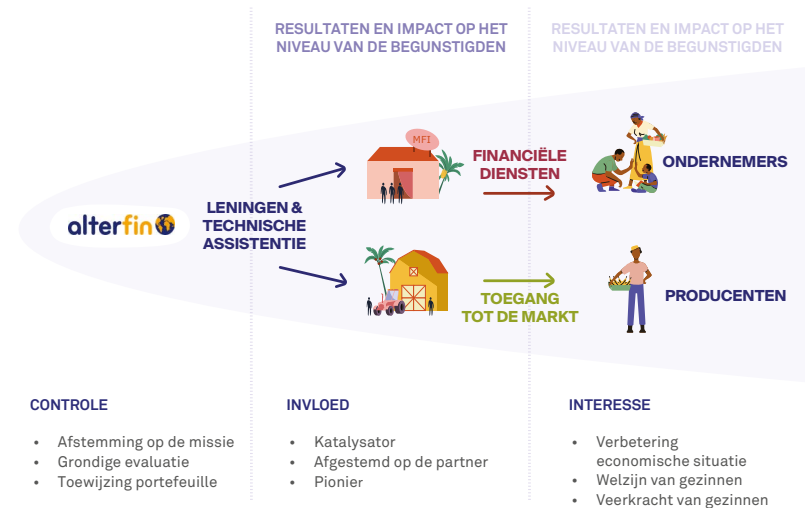 RESULTATEN EN IMPACT OP HET
NIVEAU VAN DE BEGUNSTIGDEN
RESULTATEN EN IMPACT OP HET
NIVEAU VAN DE BEGUNSTIGDEN
MFI
FINANCIËLE
DIENSTEN
ONDERNEMERS
alterfin
LENINGEN &
TECHNISCHE
ASSISTENTIE
TOEGANG
TOT DE MARKT
PRODUCENTEN
CONTROLE
• Afstemming op de missie
• Grondige evaluatie
• Toewijzing portefeuille
INVLOED
• Katalysator
• Afgestemd op de partner
• Pionier
INTERESSE
• Verbetering
economische situatie
• Welzijn van gezinnen
• Veerkracht van gezinnen